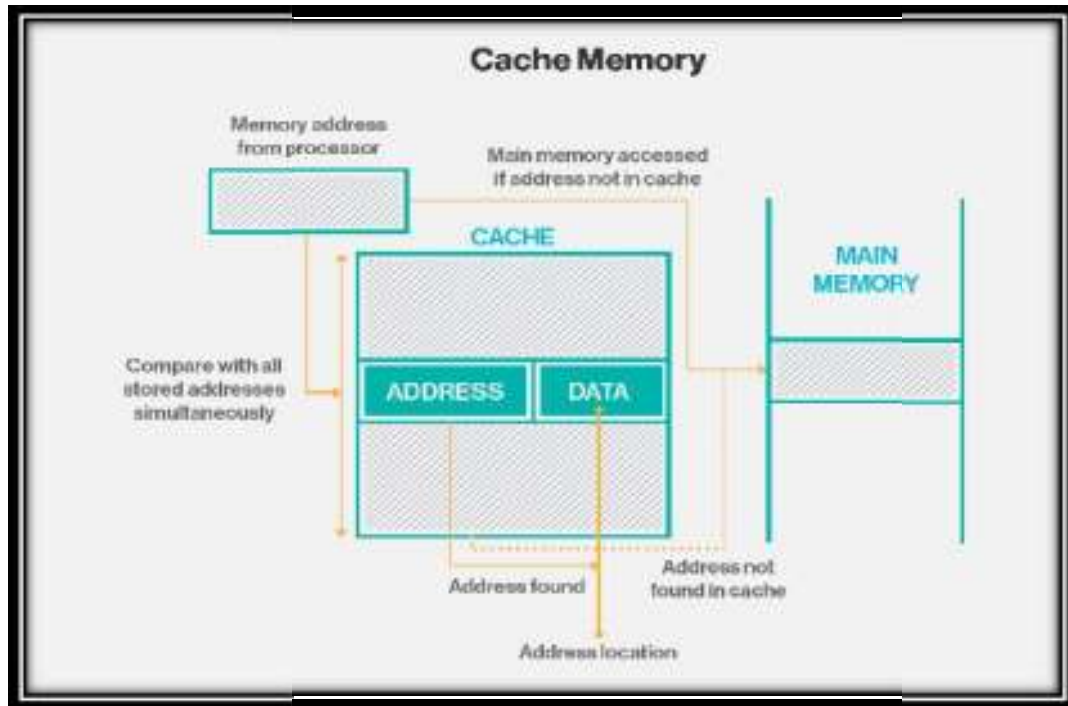 Cache Memory
Memory address
from processor
Main memory accessed
if address not in cache
CACHE
MAIN
MEMORY
Compare with all
stored addresses
simultaneously
ADDRESS
DATA
Address found
Address not
found in cache
Address location